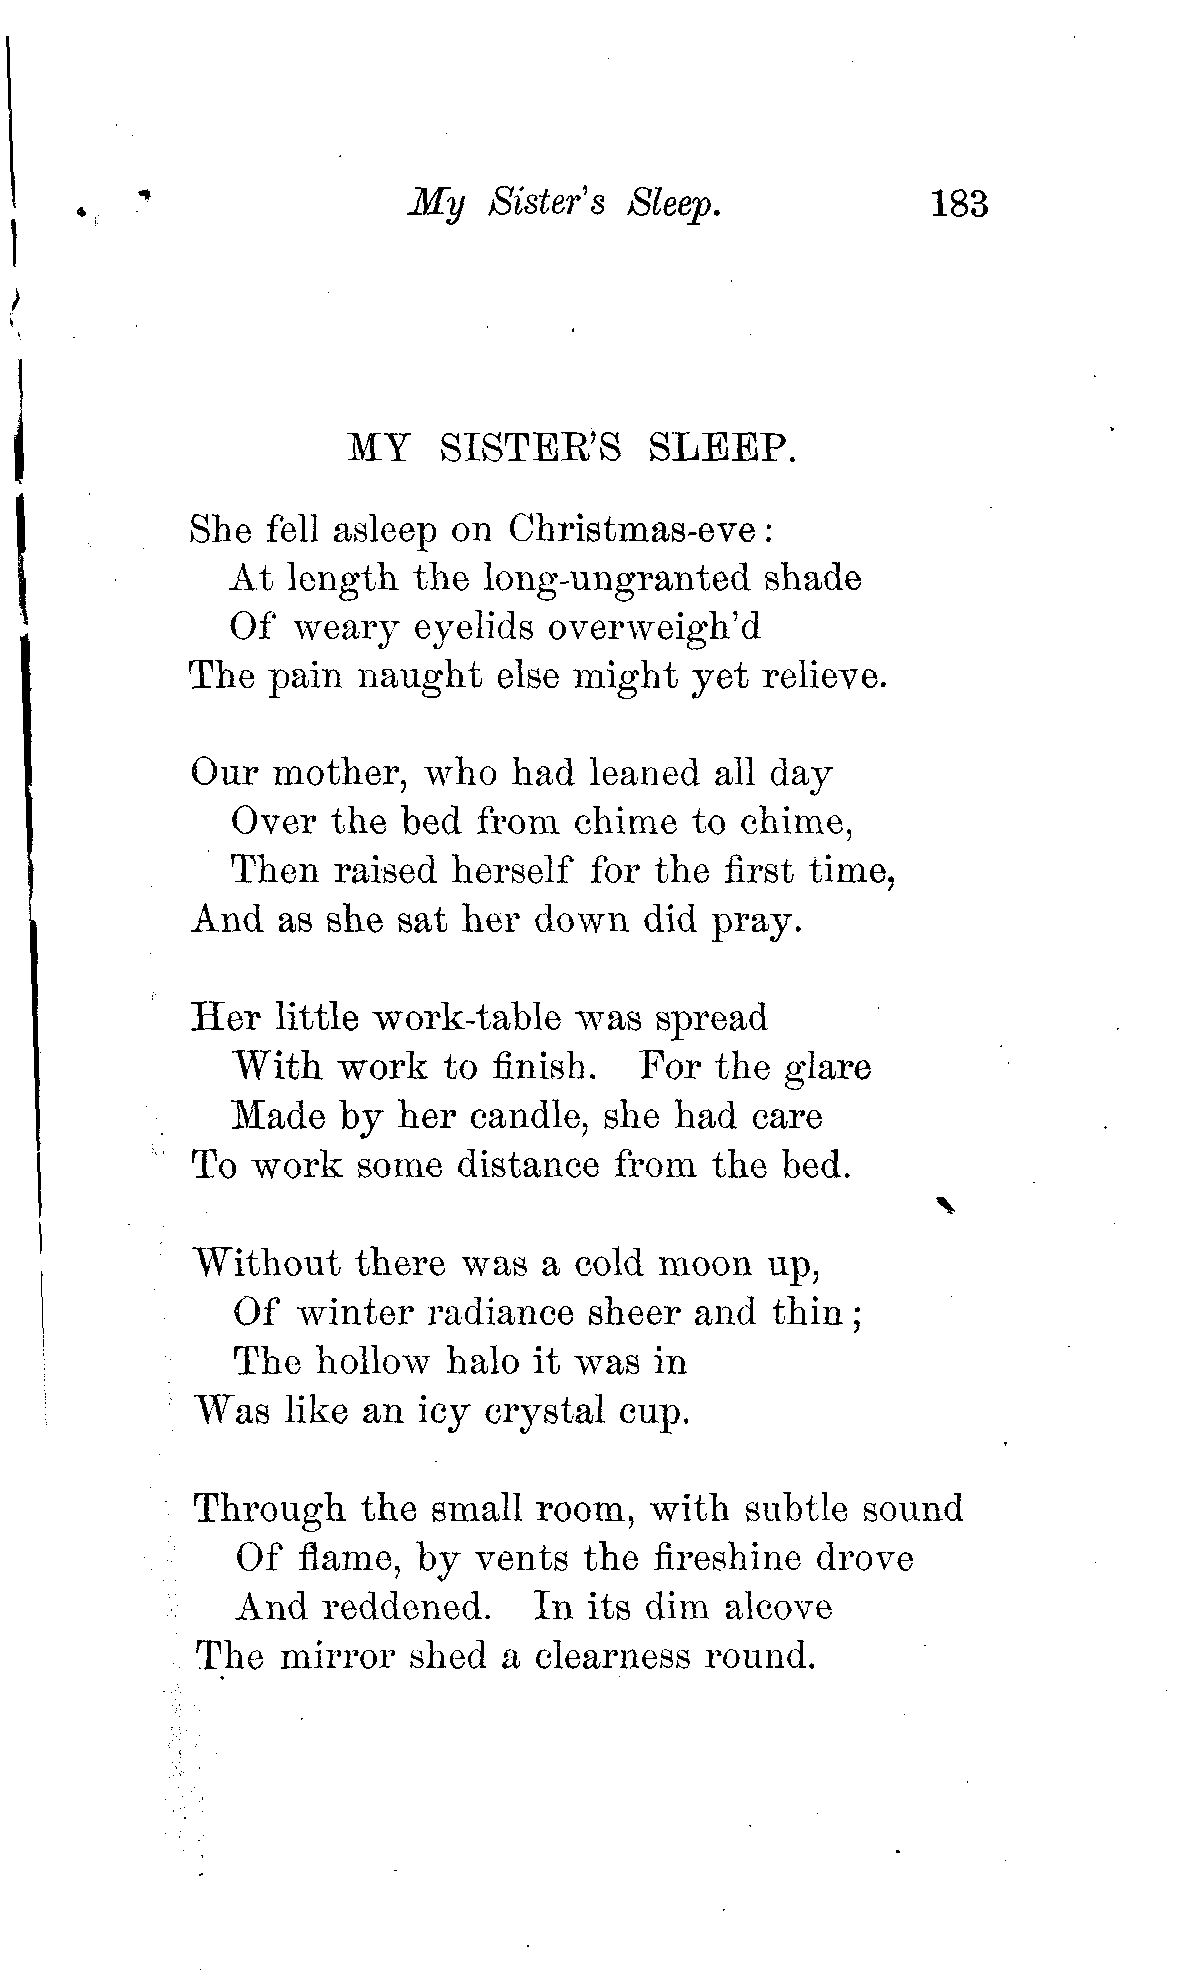 My Sister's Sleep. 183
MY SISTER'S SLEEP.
She fell asleep on Christmas-eve:
At length the long-ungranted shade
Of weary eyelids overweigh'd
The pain naught else might yet relieve.
Our mother, who had leaned all day
Over the bed from chime to chime,
Then raised herself for the first time,
And as she sat her down did pray.
Her little work-table was spread
With work to finish. For the glare
Made by her candle, she had care
To work some distance from the bed.
Without there was a cold moon up,
Of winter radiance sheer and thin;
The hollow halo it was in
Was like an icy crystal cup.
Through the small room, with subtle sound
Of flame, by vents the fireshine drove
And reddened. In its dim alcove
The mirror shed a clearness round.